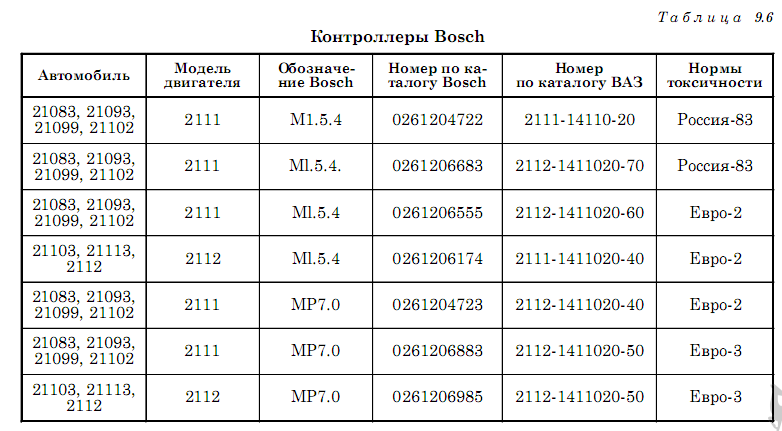 Таблица 9.6
Контроллеры Bosch
Автомобиль | Модель двигателя | Обозначе-ние Bosch | Номер по ка-талогу Bosch | Номер по каталогу ВАЗ | Нормы токсичности
21083, 21093, 21099, 21102 | 2111 | M1.5.4 | 0261204722 | 2111-14110-20 | Россия-83
21083, 21093, 21099, 21102 | 2111 | Ml.5.4. | 0261206683 | 2112-1411020-70 | Россия-83
21083, 21093, 21099, 21102 | 2111 | Ml.5.4 | 0261206555 | 2112-1411020-60 | Евро-2
21103, 21113, 2112 | 2112 | Ml.5.4 | 0261206174 | 2111-1411020-40 | Евро-2
21083, 21093, 21099, 21102 | 2111 | MP7.0 | 0261204723 | 2112-1411020-40 | Евро-2
21083, 21093, 21099, 21102 | 2111 | MP7.0 | 0261206883 | 2112-1411020-50 | Евро-3
21103, 21113, 2112 | 2112 | MP7.0 | 0261206985 | 2112-1411020-50 | Евро-3